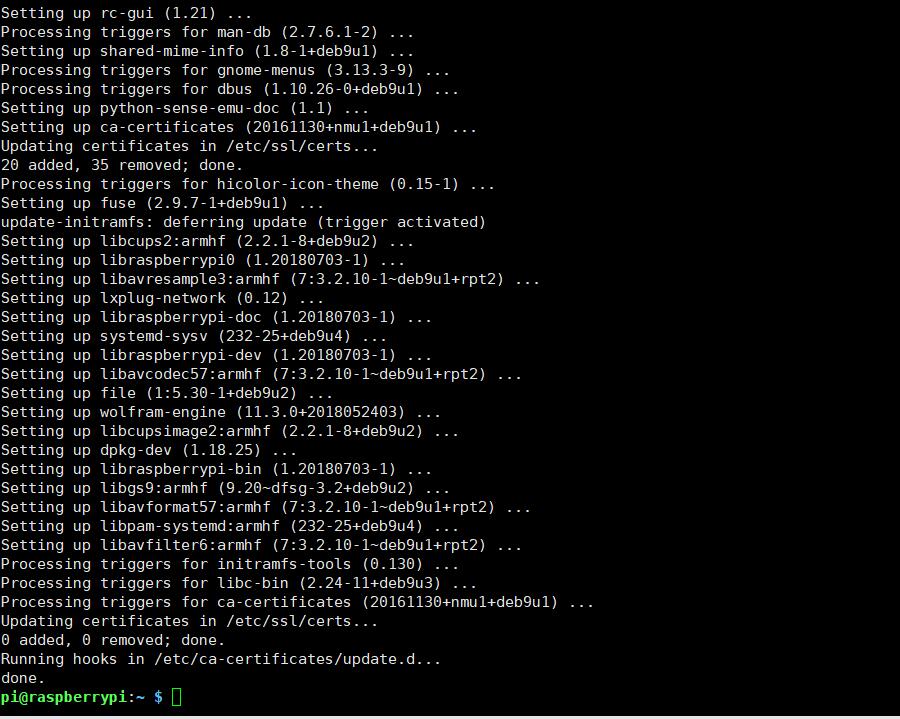 Setting up rc-gui (1.21) ...
Processing triggers for man-db (2.7.6.1-2) ...
Setting up shared-mime-info (1.8-1+deb9u1) ...
Processing triggers for gnome-menus (3.13.3-9) ...
Processing triggers for dbus (1.10.26-0+deb9u1) ...
Setting up python-sense-emu-doc (1.1) ...
Setting up ca-certificates (20161130+nmu1+deb9u1) ...
Updating certificates in /etc/ssl/certs...
20 added, 35 removed; done.
Processing triggers for hicolor-icon-theme (0.15-1) ...
Setting up fuse (2.9.7-1+deb9u1) ...
update-initramfs: deferring update (trigger activated)
Setting up libcups2:armhf (2.2.1-8+deb9u2) ...
Setting up libraspberrypi0 (1.20180703-1) ...
Setting up libavresample3:armhf (7:3.2.10-1~deb9u1+rpt2) ...
Setting up lxplug-network (0.12) ...
Setting up libraspberrypi-doc (1.20180703-1) ...
Setting up systemd-sysv (232-25+deb9u4) ...
Setting up libraspberrypi-dev (1.20180703-1) ...
Setting up libavcodec57:armhf (7:3.2.10-1~deb9u1+rpt2) ...
Setting up file (1:5.30-1+deb9u2) ...
Setting up wolfram-engine (11.3.0+2018052403) ...
Setting up libcupsimage2:armhf (2.2.1-8+deb9u2) ...
Setting up dpkg-dev (1.18.25) ...
Setting up libraspberrypi-bin (1.20180703-1) ...
Setting up libgs9:armhf (9.20~dfsg-3.2+deb9u2) ...
Setting up libavformat57:armhf (7:3.2.10-1~deb9u1+rpt2) ...
Setting up libpam-systemd:armhf (232-25+deb9u4) ...
Setting up libavfilter6:armhf (7:3.2.10-1~deb9u1+rpt2) ...
Processing triggers for initramfs-tools (0.130) ...
Processing triggers for libc-bin (2.24-11+deb9u3) ...
Processing triggers for ca-certificates (20161130+nmu1+deb9u1) ...
Updating certificates in /etc/ssl/certs...
0 added, 0 removed; done.
Running hooks in /etc/ca-certificates/update.d...
done.
pi@raspberrypi:~ $